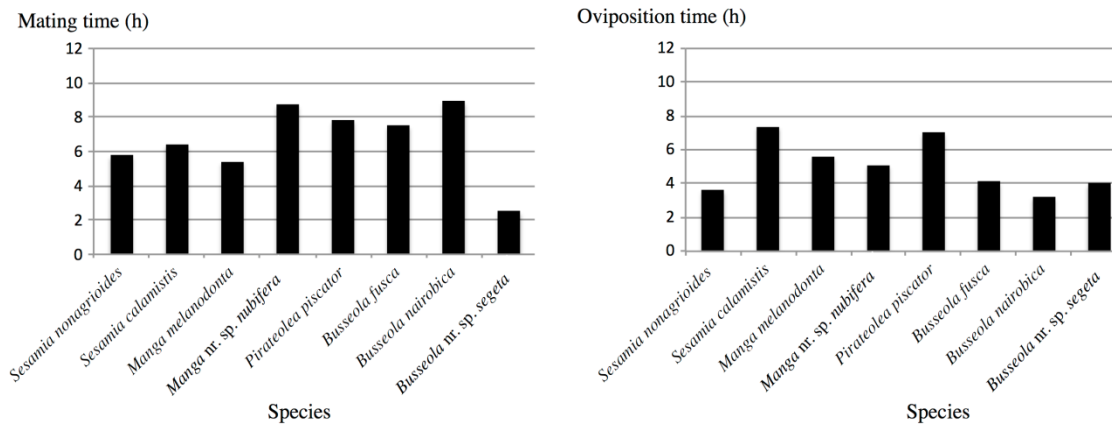 Mating time (h)
12
10
8
6
4
2
0
Sesamia nonagrioides
Sesamia calamistis
Manga melanodonta
Manga nr. sp. nubifera
Pirateolea piscator
Busseola fusca
Busseola nairobica
Busseola nr. sp. segeta
Species
Oviposition time (h)
12
10
8
6
4
2
0
Sesamia nonagrioides
Sesamia calamistis
Manga melanodonta
Manga nr. sp. nubifera
Pirateolea piscator
Busseola fusca
Busseola nairobica
Busseola nr. sp. segeta
Species